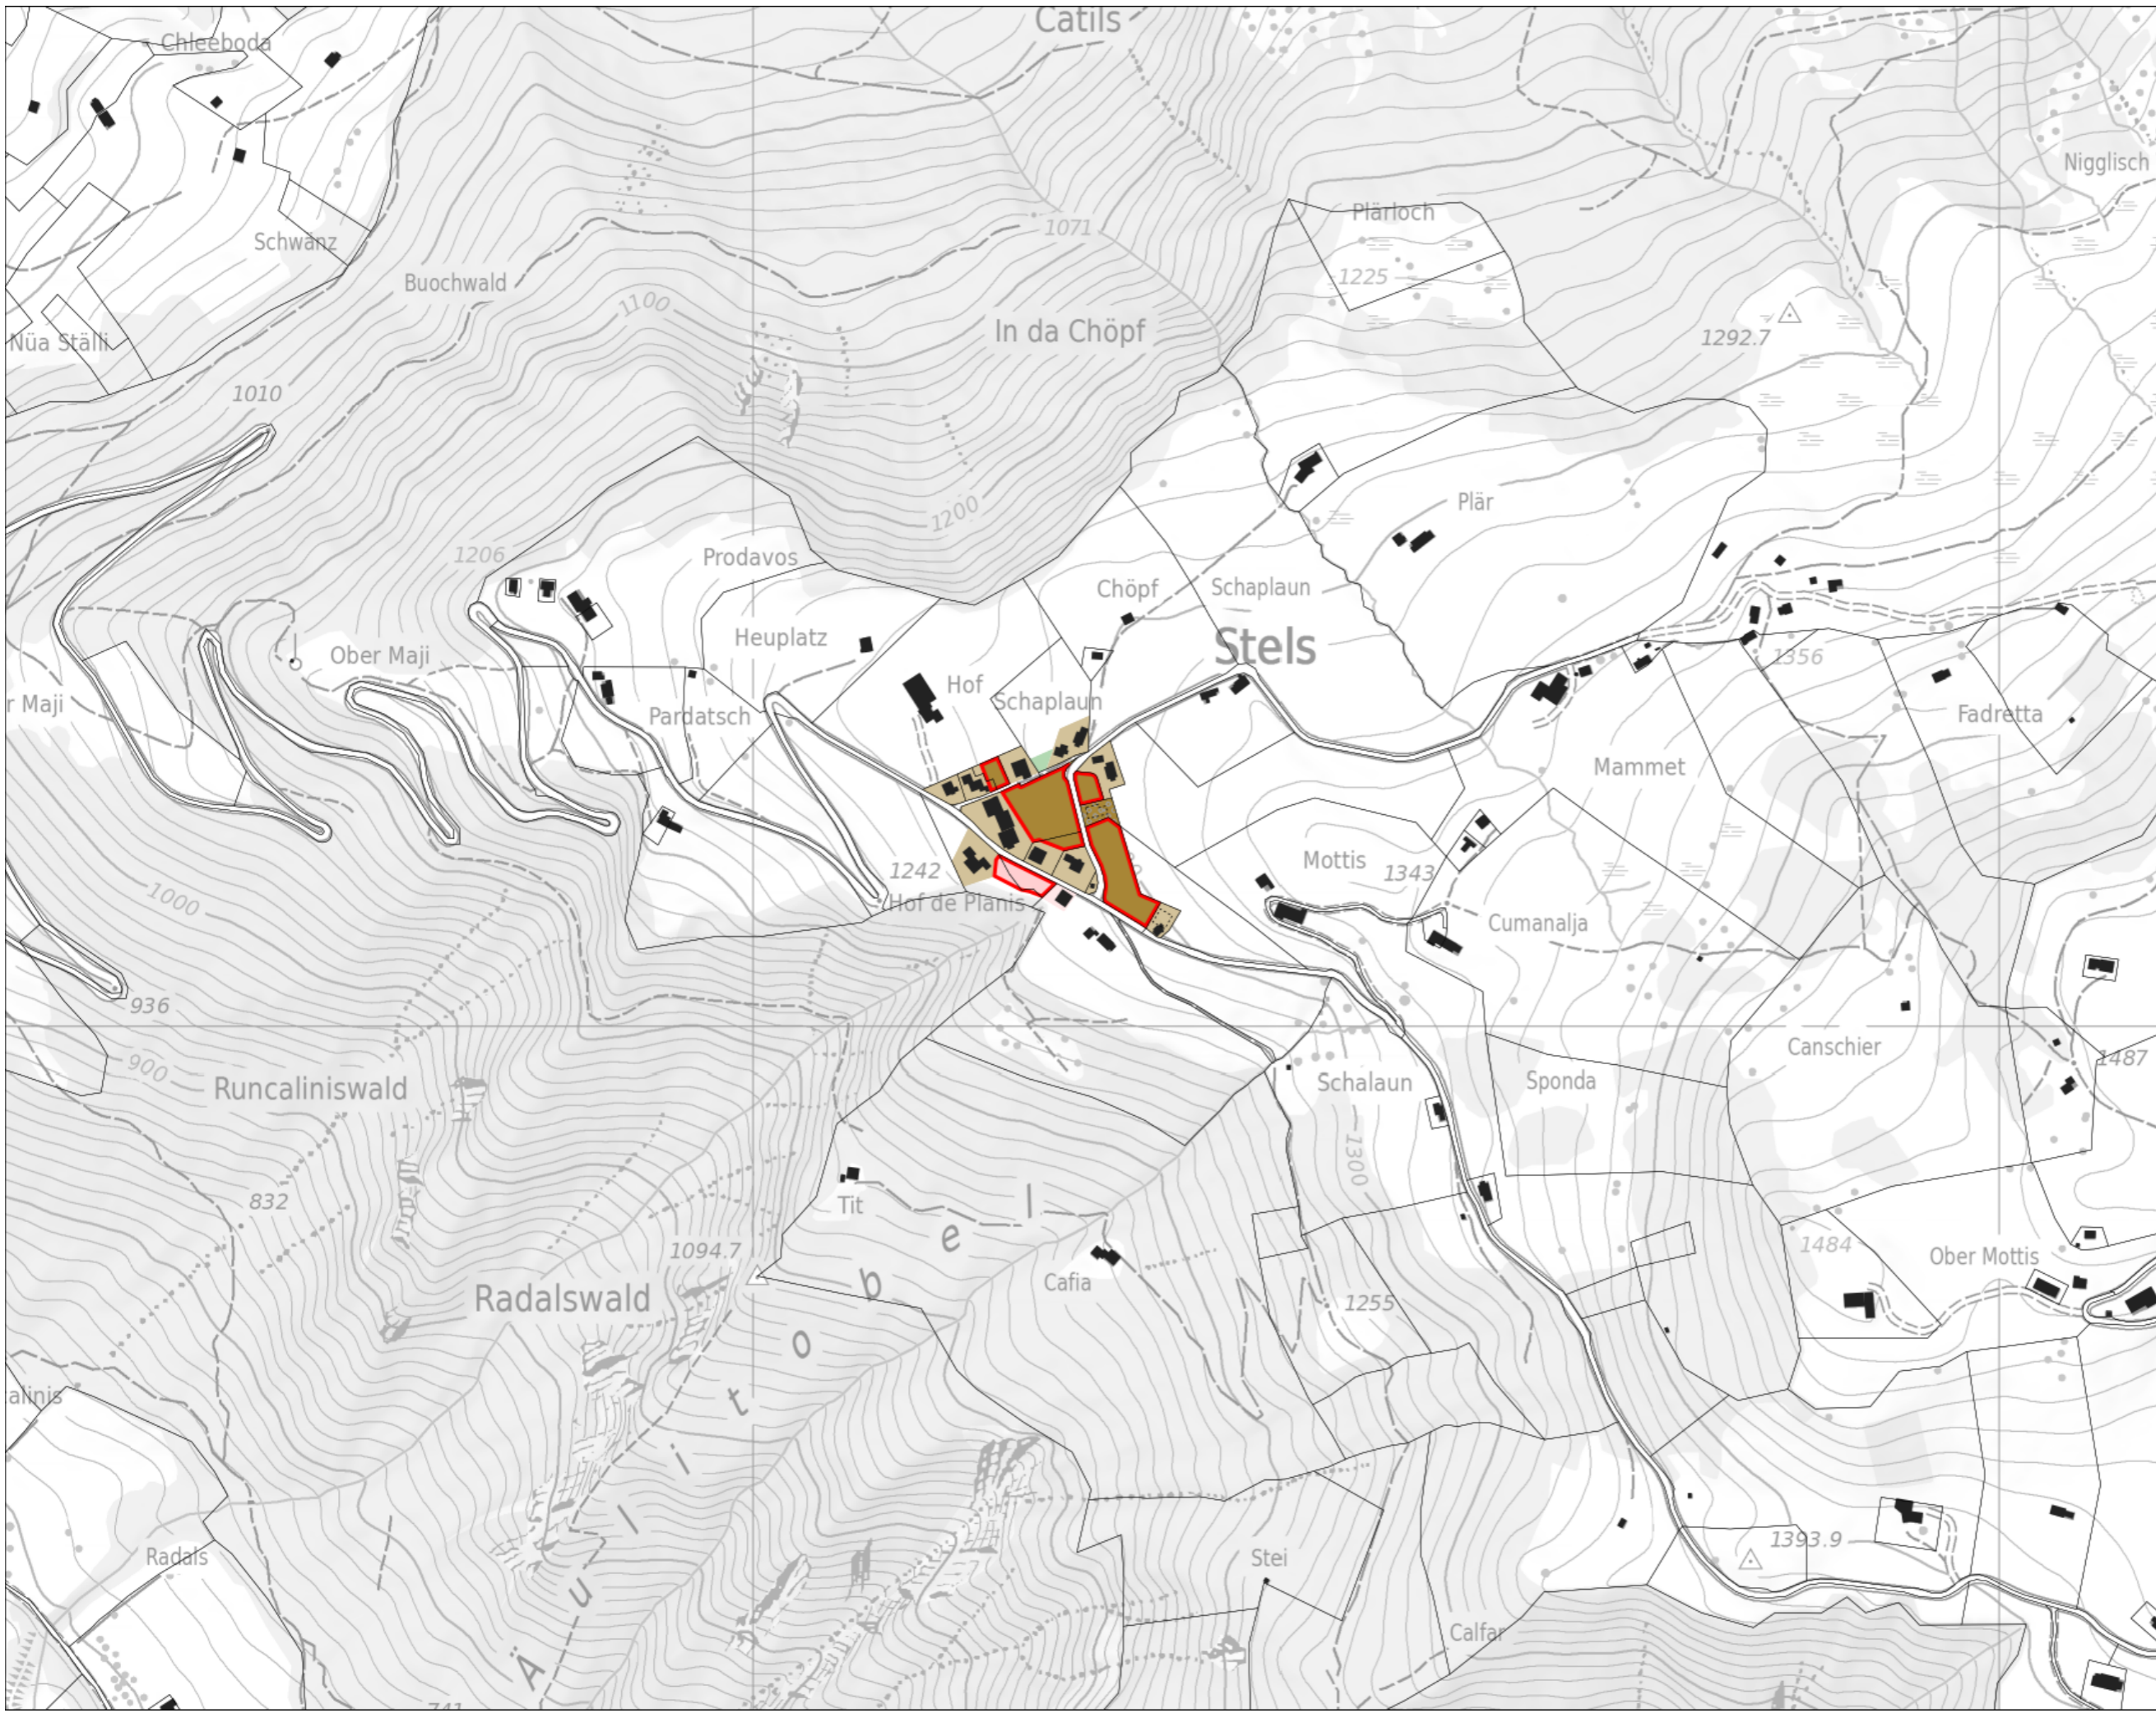 Catils
Chleeboda
Nigglisch
Plärloch
1071
Schwänz
1225
Buochwald
1100
In da Chöpf
1292.7
Nüa Ställi
1010
Plär
1200
1206
Prodavos
Chöpf
Schaplaun
Heuplatz
Stels
Ober Maji
1356
Hof
Schaplaun
r Maji
Pardatsch
Fadretta
Mammet
Mottis
1242
1343
Hof de Planis
1000
Cumanalja
936
Canschier
1487
900
Runcaliniswald
Schalaun
Sponda
1300
832
Tit
1484
1094.7
Ober Mottis
Cafia
Radalswald
1255
alinis
Äulitobel
1393.9
Radals
Stei
Calfar
741